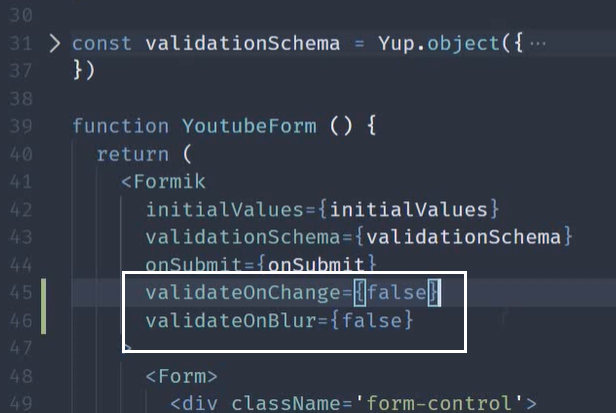 30
31 > const validationSchema = Yup.object({ ···
37 })
38
39 function YoutubeForm () {
40 return (
41 <Formik
42 initialValues={initialValues}
43 validationSchema={validationSchema}
44 onSubmit={onSubmit}
45 validateOnChange={false}
46 validateOnBlur={false}
47 >
48 <Form>
49 <div className='form-control'>